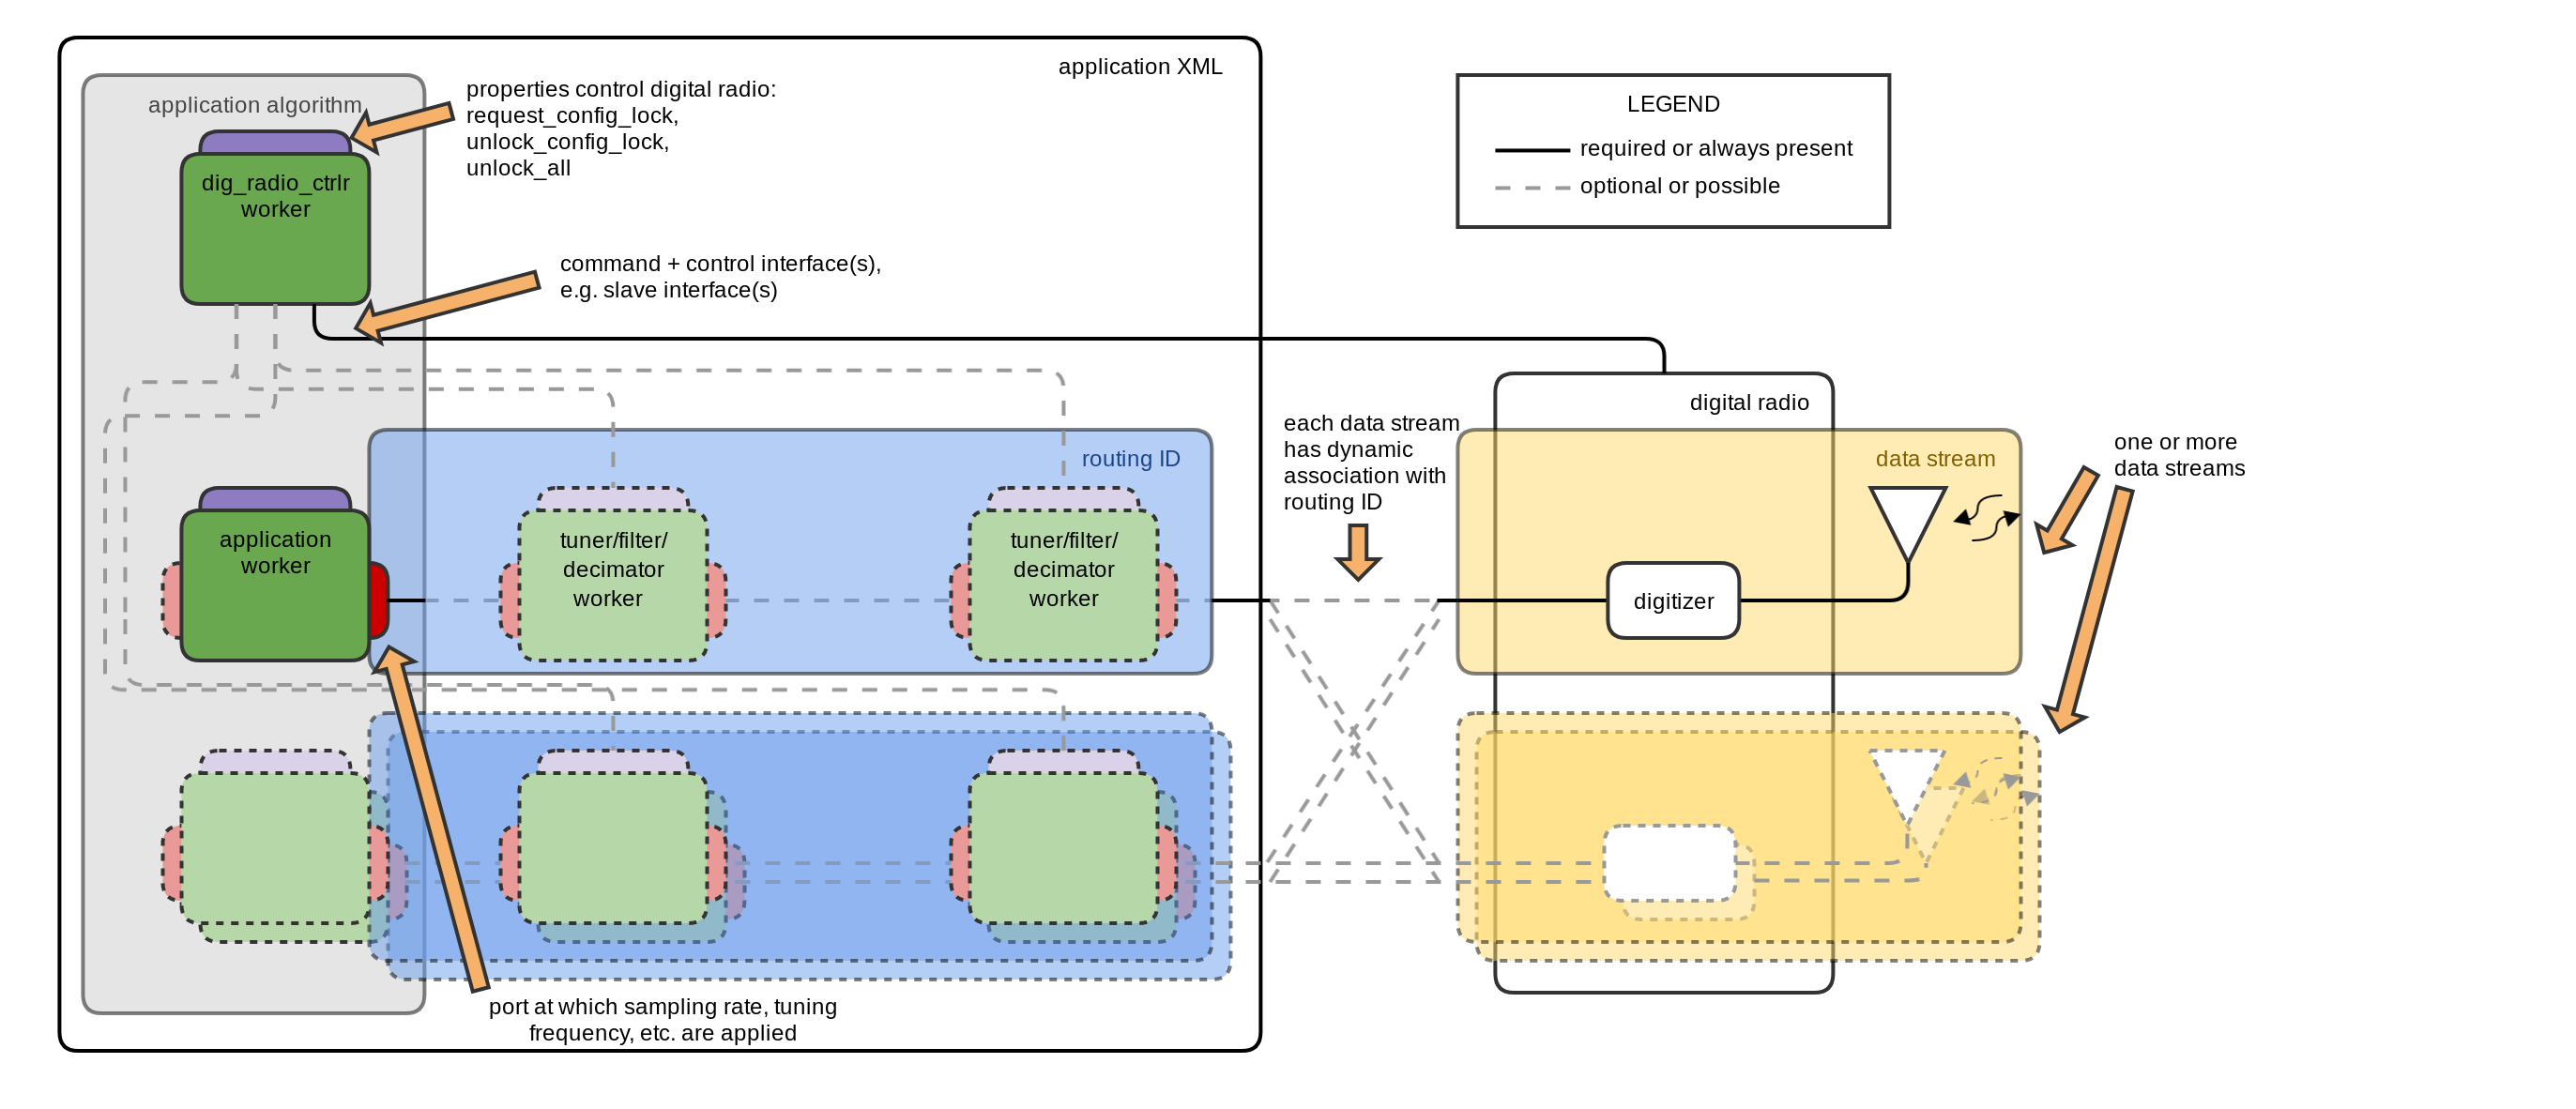 application XML
application algorithm
properties control digital radio:
request_config_lock,
unlock_config_lock,
unlock_all
dig_radio_ctrlr
worker
command + control interface(s),
e.g. slave interface(s)
LEGEND
required or always present
optional or possible
digital radio
each data stream
has dynamic
association with
routing ID
routing ID
data stream
one or more
data streams
application
worker
tuner/filter/
decimator
worker
tuner/filter/
decimator
worker
digitizer
port at which sampling rate, tuning
frequency, etc. are applied